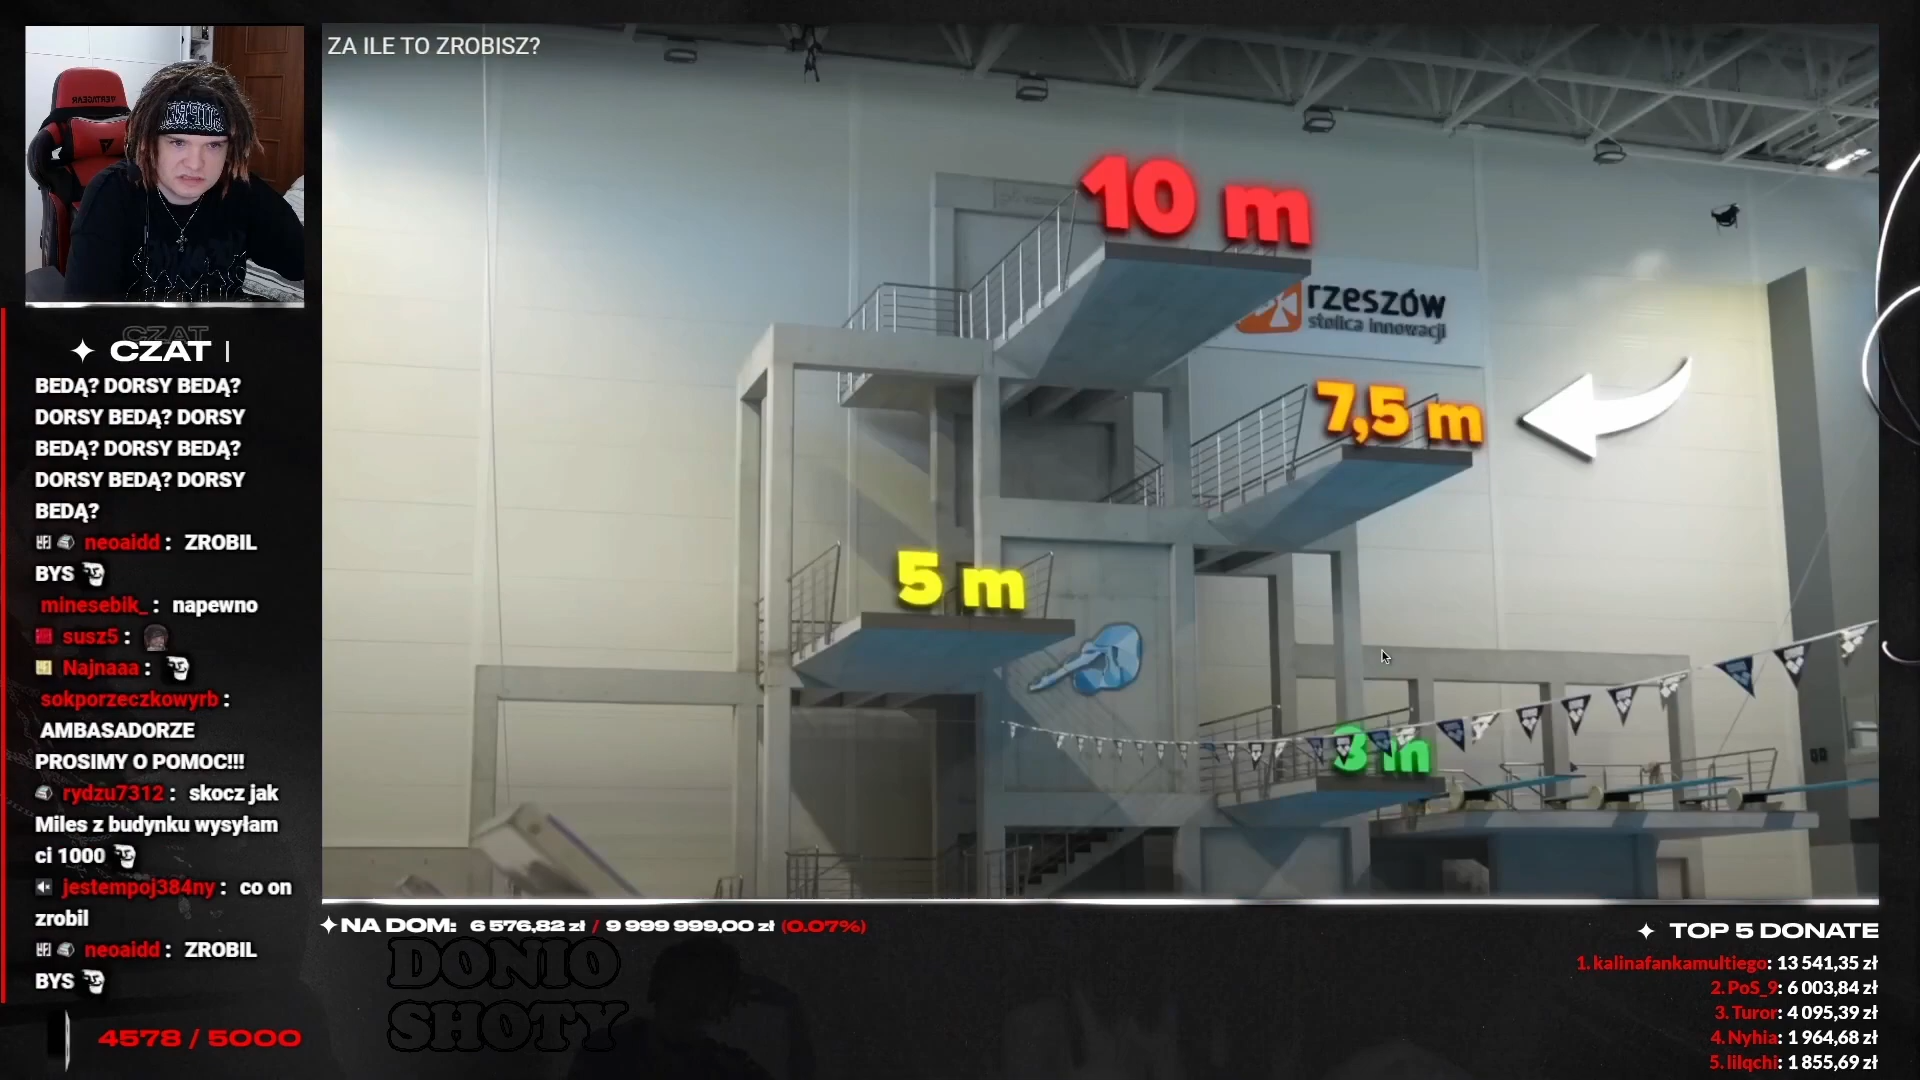 ZA ILE TO ZROBISZ?
10 m
rzeszów
stolica innowacji
7,5 m
5 m
3 m
CZAT
CZAT |
BEDĄ? DORSY BEDĄ?
DORSY BEDĄ? DORSY
BEDĄ? DORSY BEDĄ?
DORSY BEDĄ? DORSY
BEDĄ?
neoaidd : ZROBIL
BYS
minesebik_ : napewno
susz5 :
Najnaaa :
sokporzeczkowyrb :
AMBASADORZE
PROSIMY O POMOC!!!
rydzu7312 : skocz jak
Miles z budynku wysyłam
ci 1000
jestempoj384ny : co on
zrobil
neoaidd : ZROBIL
BYS
4578 / 5000
NA DOM: 6 576,82 zł / 9 999 999,00 zł (0.07%)
DONIO
SHOTY
TOP 5 DONATE
1. kalinafankamultiego: 13 541,35 zł
2. PoS_9: 6 003,84 zł
3. Turor: 4 095,39 zł
4. Nyhia: 1 964,68 zł
5. lilqchi: 1 855,69 zł